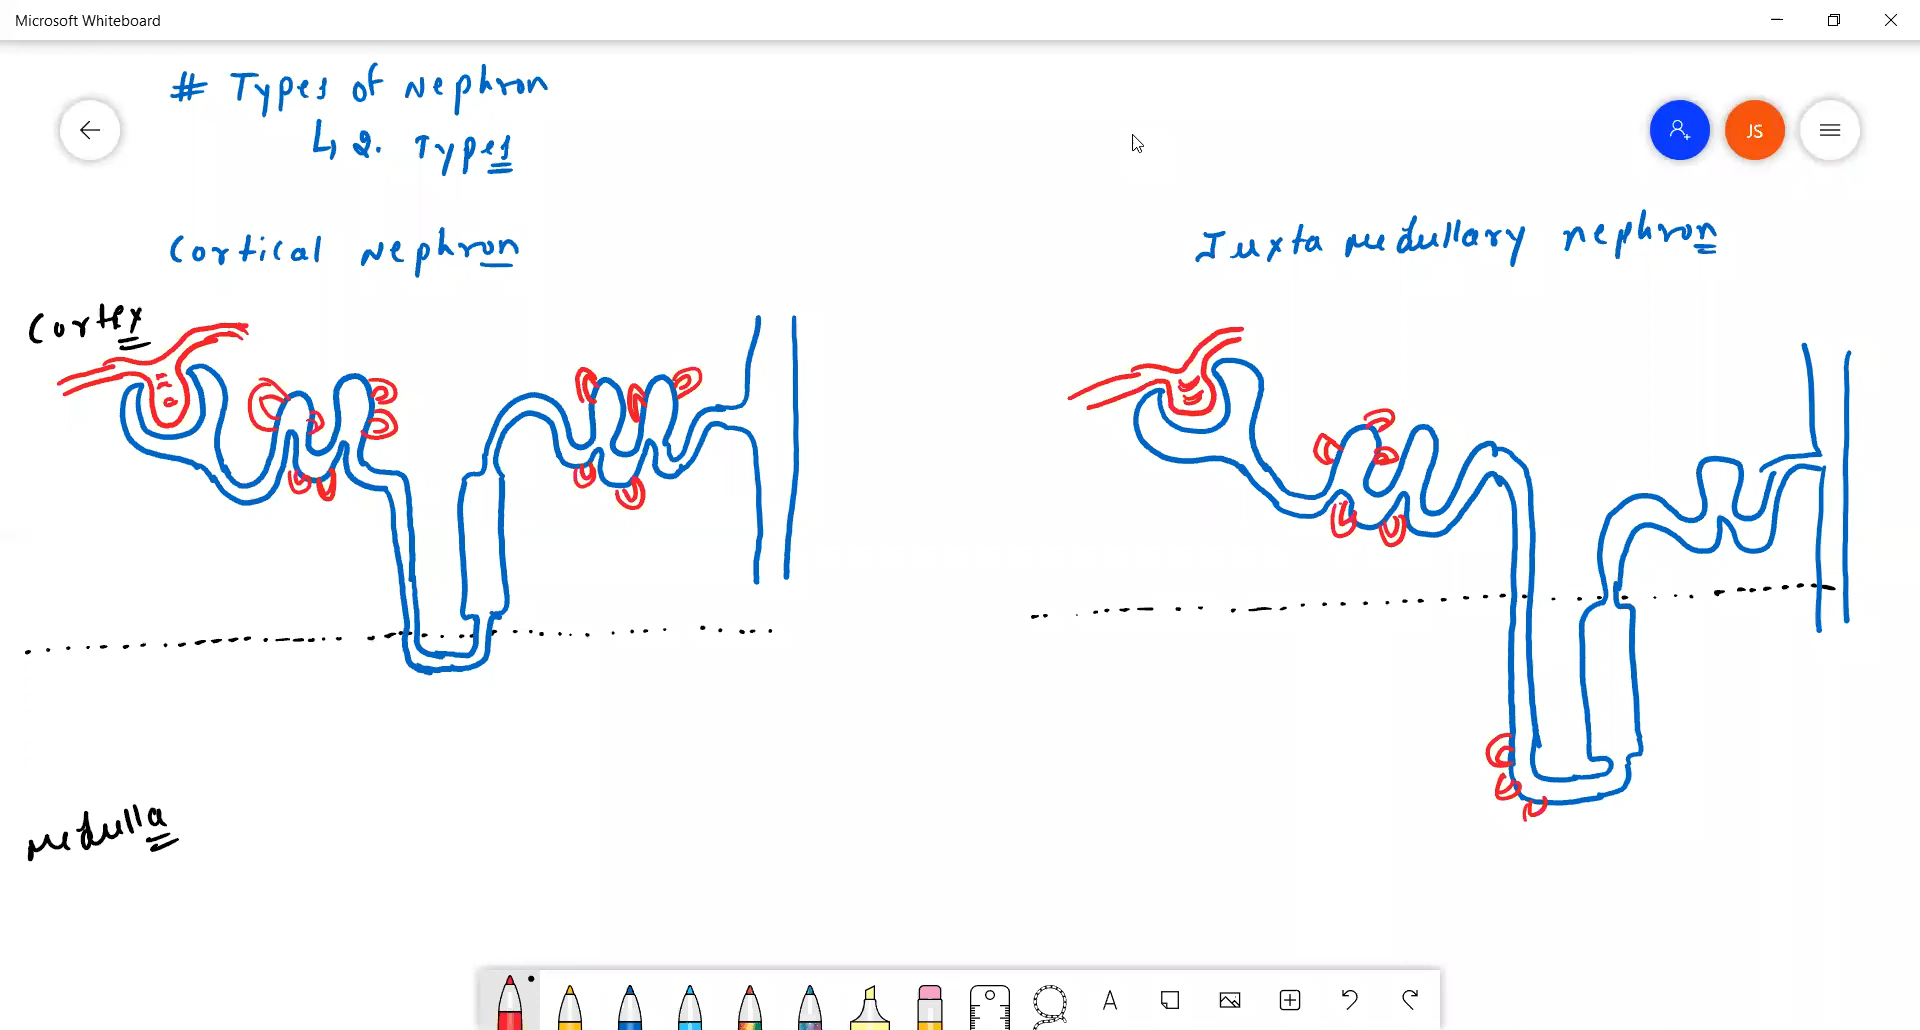 Microsoft Whiteboard
# Types of Nephron
↳ 2. Types
JS
Cortical Nephron
Juxta medullary nephron
Cortex
medulla
A